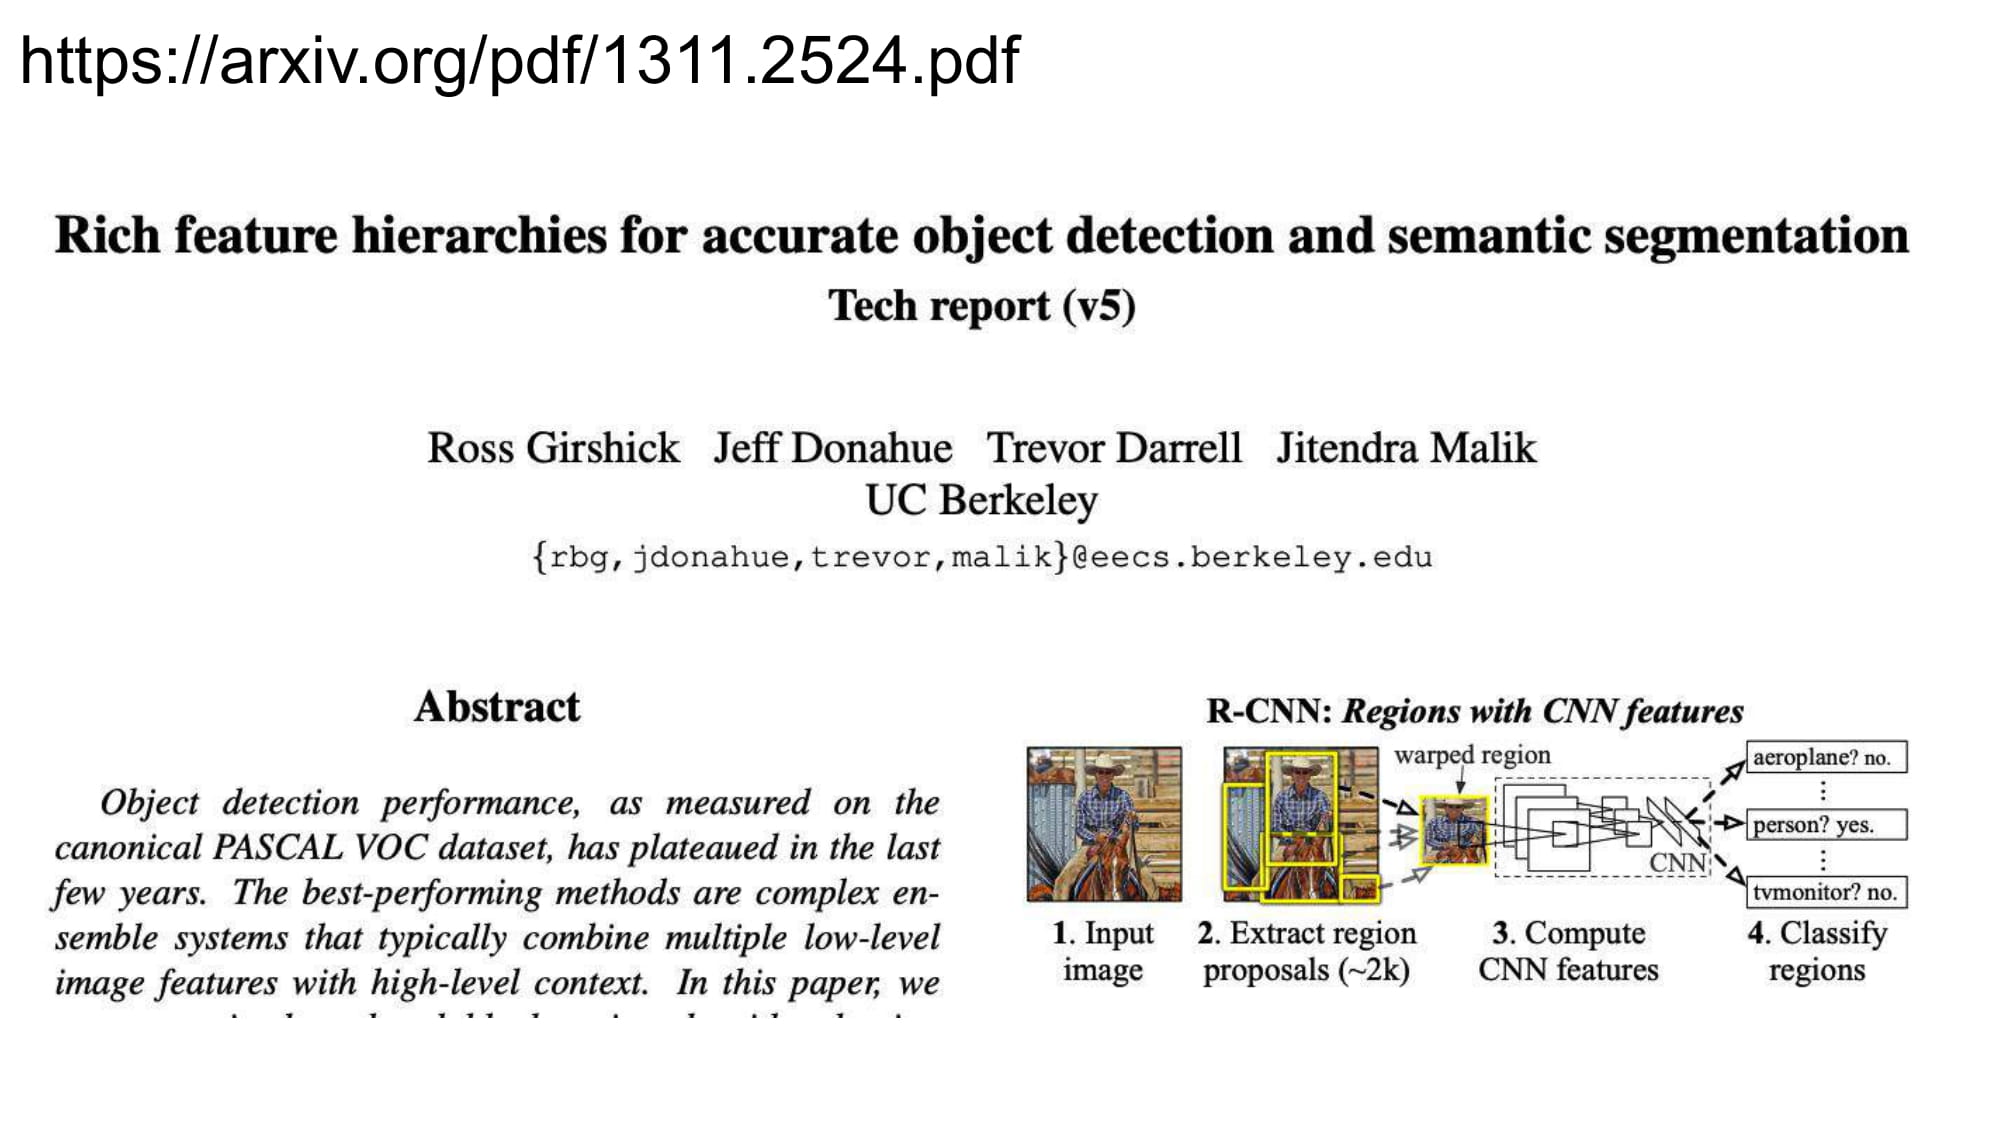 https://arxiv.org/pdf/1311.2524.pdf
Rich feature hierarchies for accurate object detection and semantic segmentation
Tech report (v5)
Ross Girshick Jeff Donahue Trevor Darrell Jitendra Malik
UC Berkeley
{rbg,jdonahue,trevor,malik}@eecs.berkeley.edu
Abstract
Object detection performance, as measured on the
canonical PASCAL VOC dataset, has plateaued in the last
few years. The best-performing methods are complex en-
semble systems that typically combine multiple low-level
image features with high-level context. In this paper, we
R-CNN: Regions with CNN features
warped region
aeroplane? no.
person? yes.
CNN
tvmonitor? no.
1. Input
image
2. Extract region
proposals (~2k)
3. Compute
CNN features
4. Classify
regions